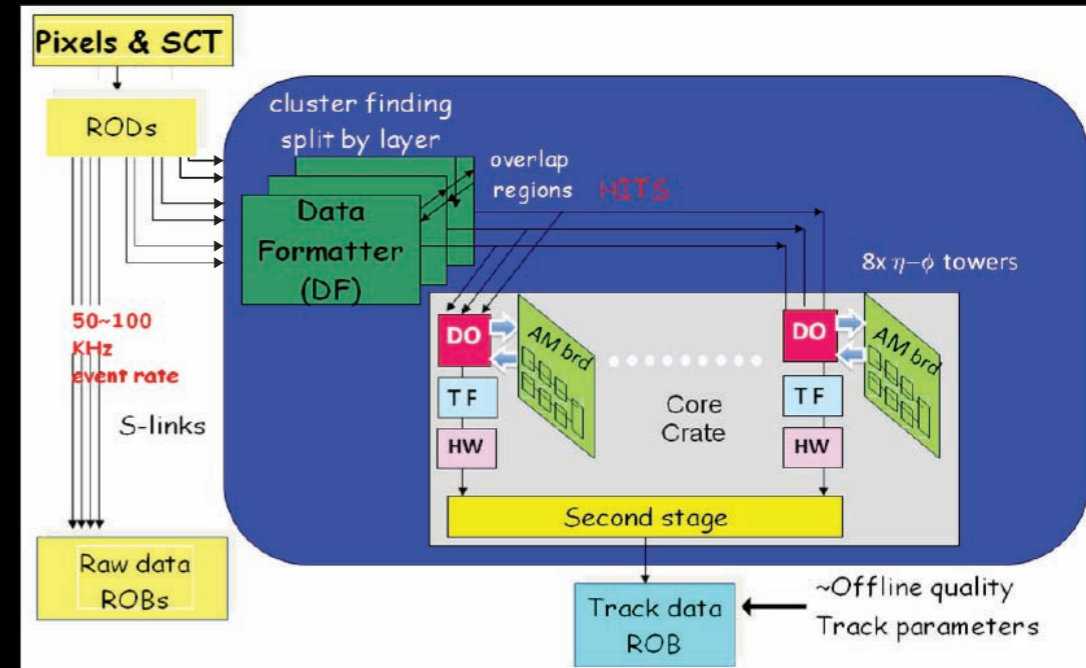 Pixels & SCT
RODs
cluster finding
split by layer
overlap
regions
HITS
Data
Formatter
(DF)
8x η−φ towers
50~100
KHz
event rate
S-links
DO
AM brd
TF
HW
Core
Crate
DO
AM brd
TF
HW
Second stage
Raw data
ROBs
Track data
ROB
~Offline quality
Track parameters